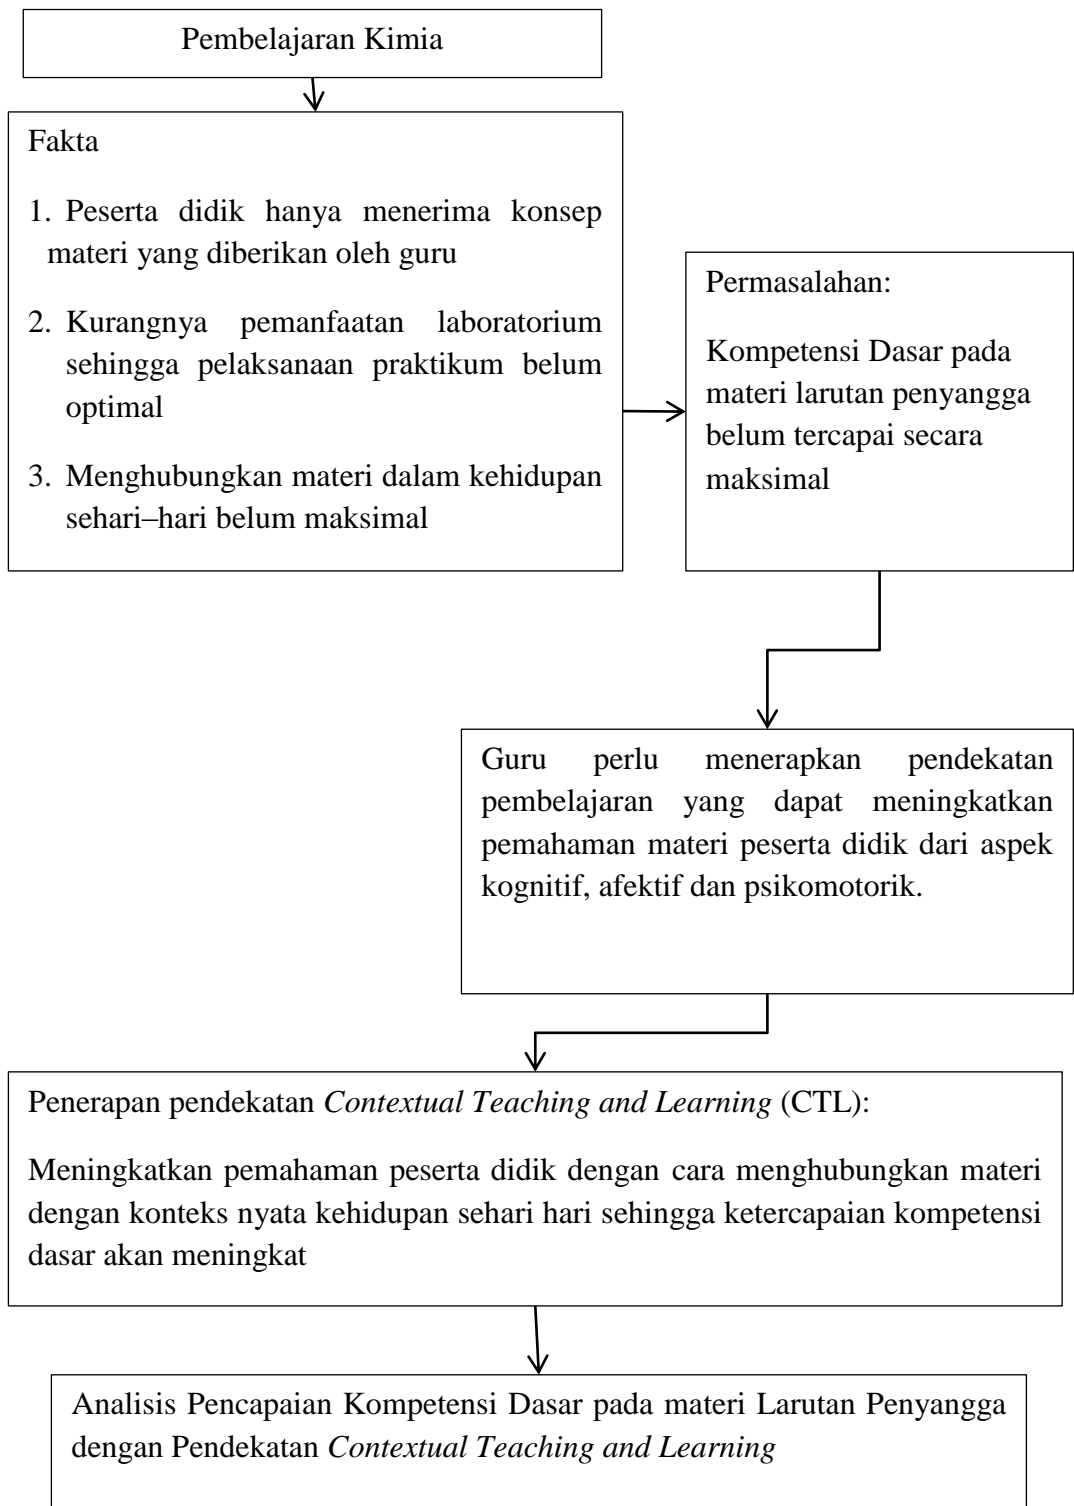 Pembelajaran Kimia
Fakta
1. Peserta didik hanya menerima konsep
materi yang diberikan oleh guru
2. Kurangnya pemanfaatan laboratorium
sehingga pelaksanaan praktikum belum
optimal
3. Menghubungkan materi dalam kehidupan
sehari–hari belum maksimal
Permasalahan:
Kompetensi Dasar pada
materi larutan penyangga
belum tercapai secara
maksimal
Guru perlu menerapkan pendekatan
pembelajaran yang dapat meningkatkan
pemahaman materi peserta didik dari aspek
kognitif, afektif dan psikomotorik.
Penerapan pendekatan Contextual Teaching and Learning (CTL):
Meningkatkan pemahaman peserta didik dengan cara menghubungkan materi
dengan konteks nyata kehidupan sehari hari sehingga ketercapaian kompetensi
dasar akan meningkat
Analisis Pencapaian Kompetensi Dasar pada materi Larutan Penyangga
dengan Pendekatan Contextual Teaching and Learning